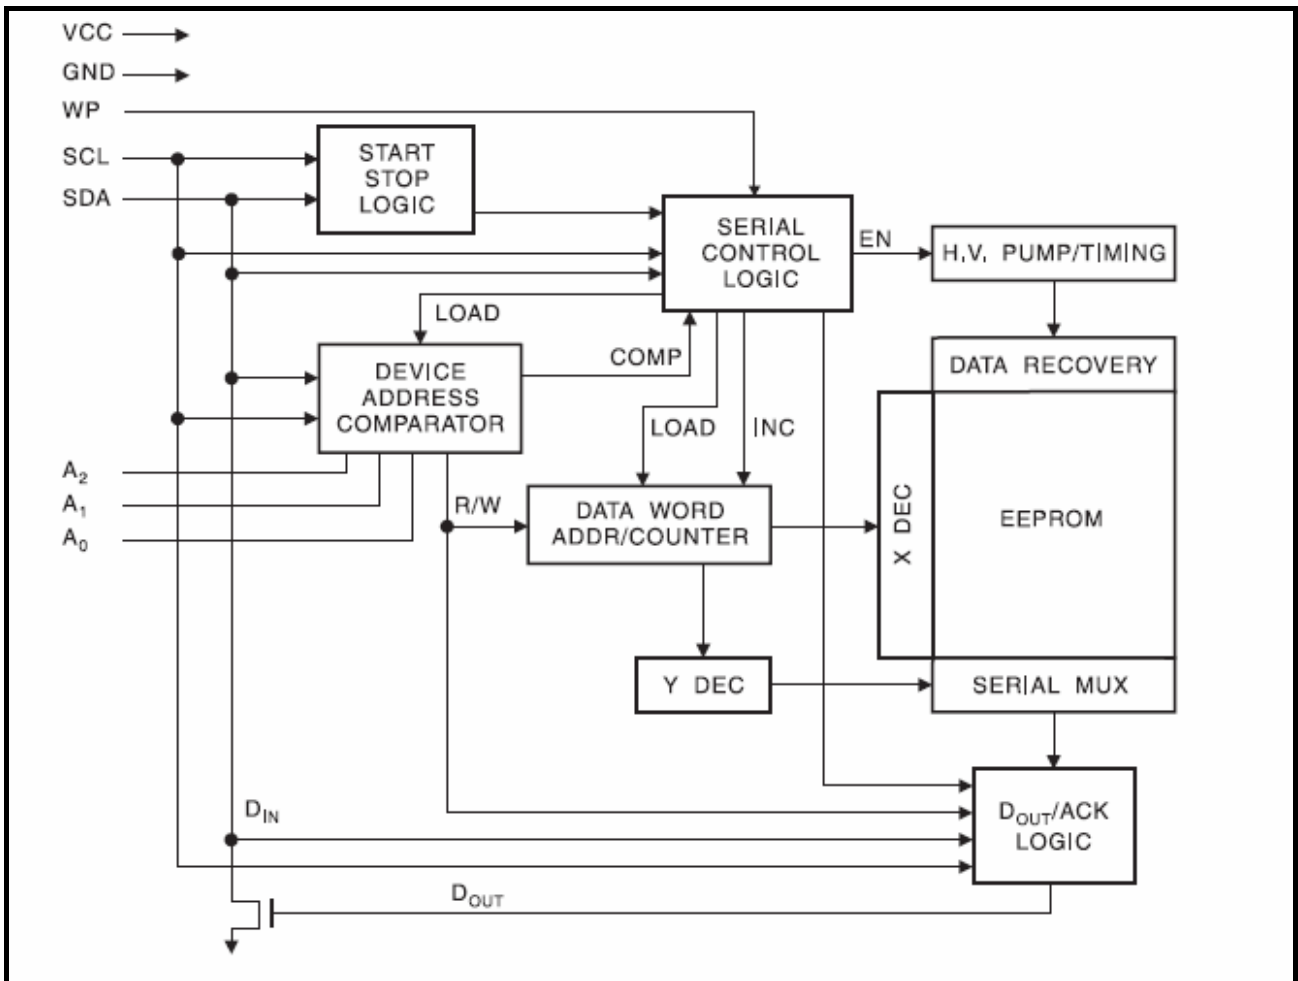 VCC
GND
WP
SCL
SDA
START
STOP
LOGIC
SERIAL
CONTROL
LOGIC
EN
H.V. PUMP/TIMING
LOAD
COMP
DEVICE
ADDRESS
COMPARATOR
DATA RECOVERY
LOAD
INC
A2
A1
A0
R/W
DATA WORD
ADDR/COUNTER
X DEC
EEPROM
Y DEC
SERIAL MUX
DIN
DOUT/ACK
LOGIC
DOUT